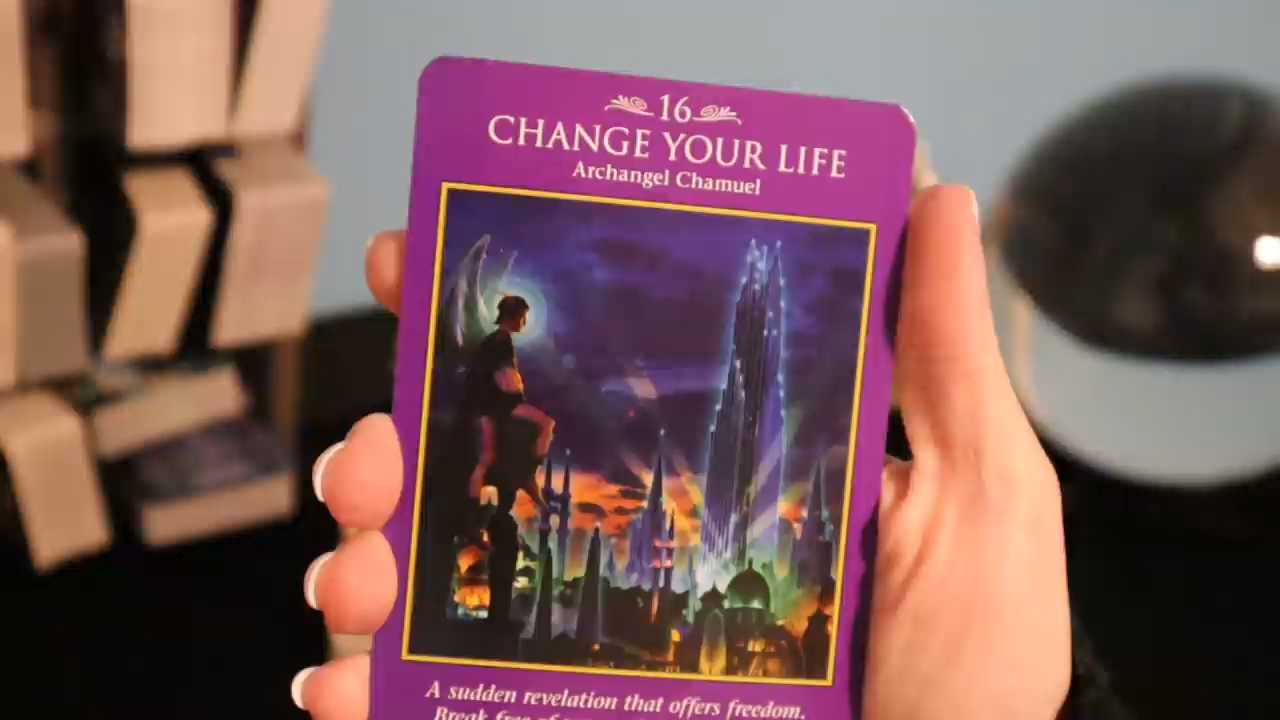 16
CHANGE YOUR LIFE
Archangel Chamuel
A sudden revelation that offers freedom.
Break free of